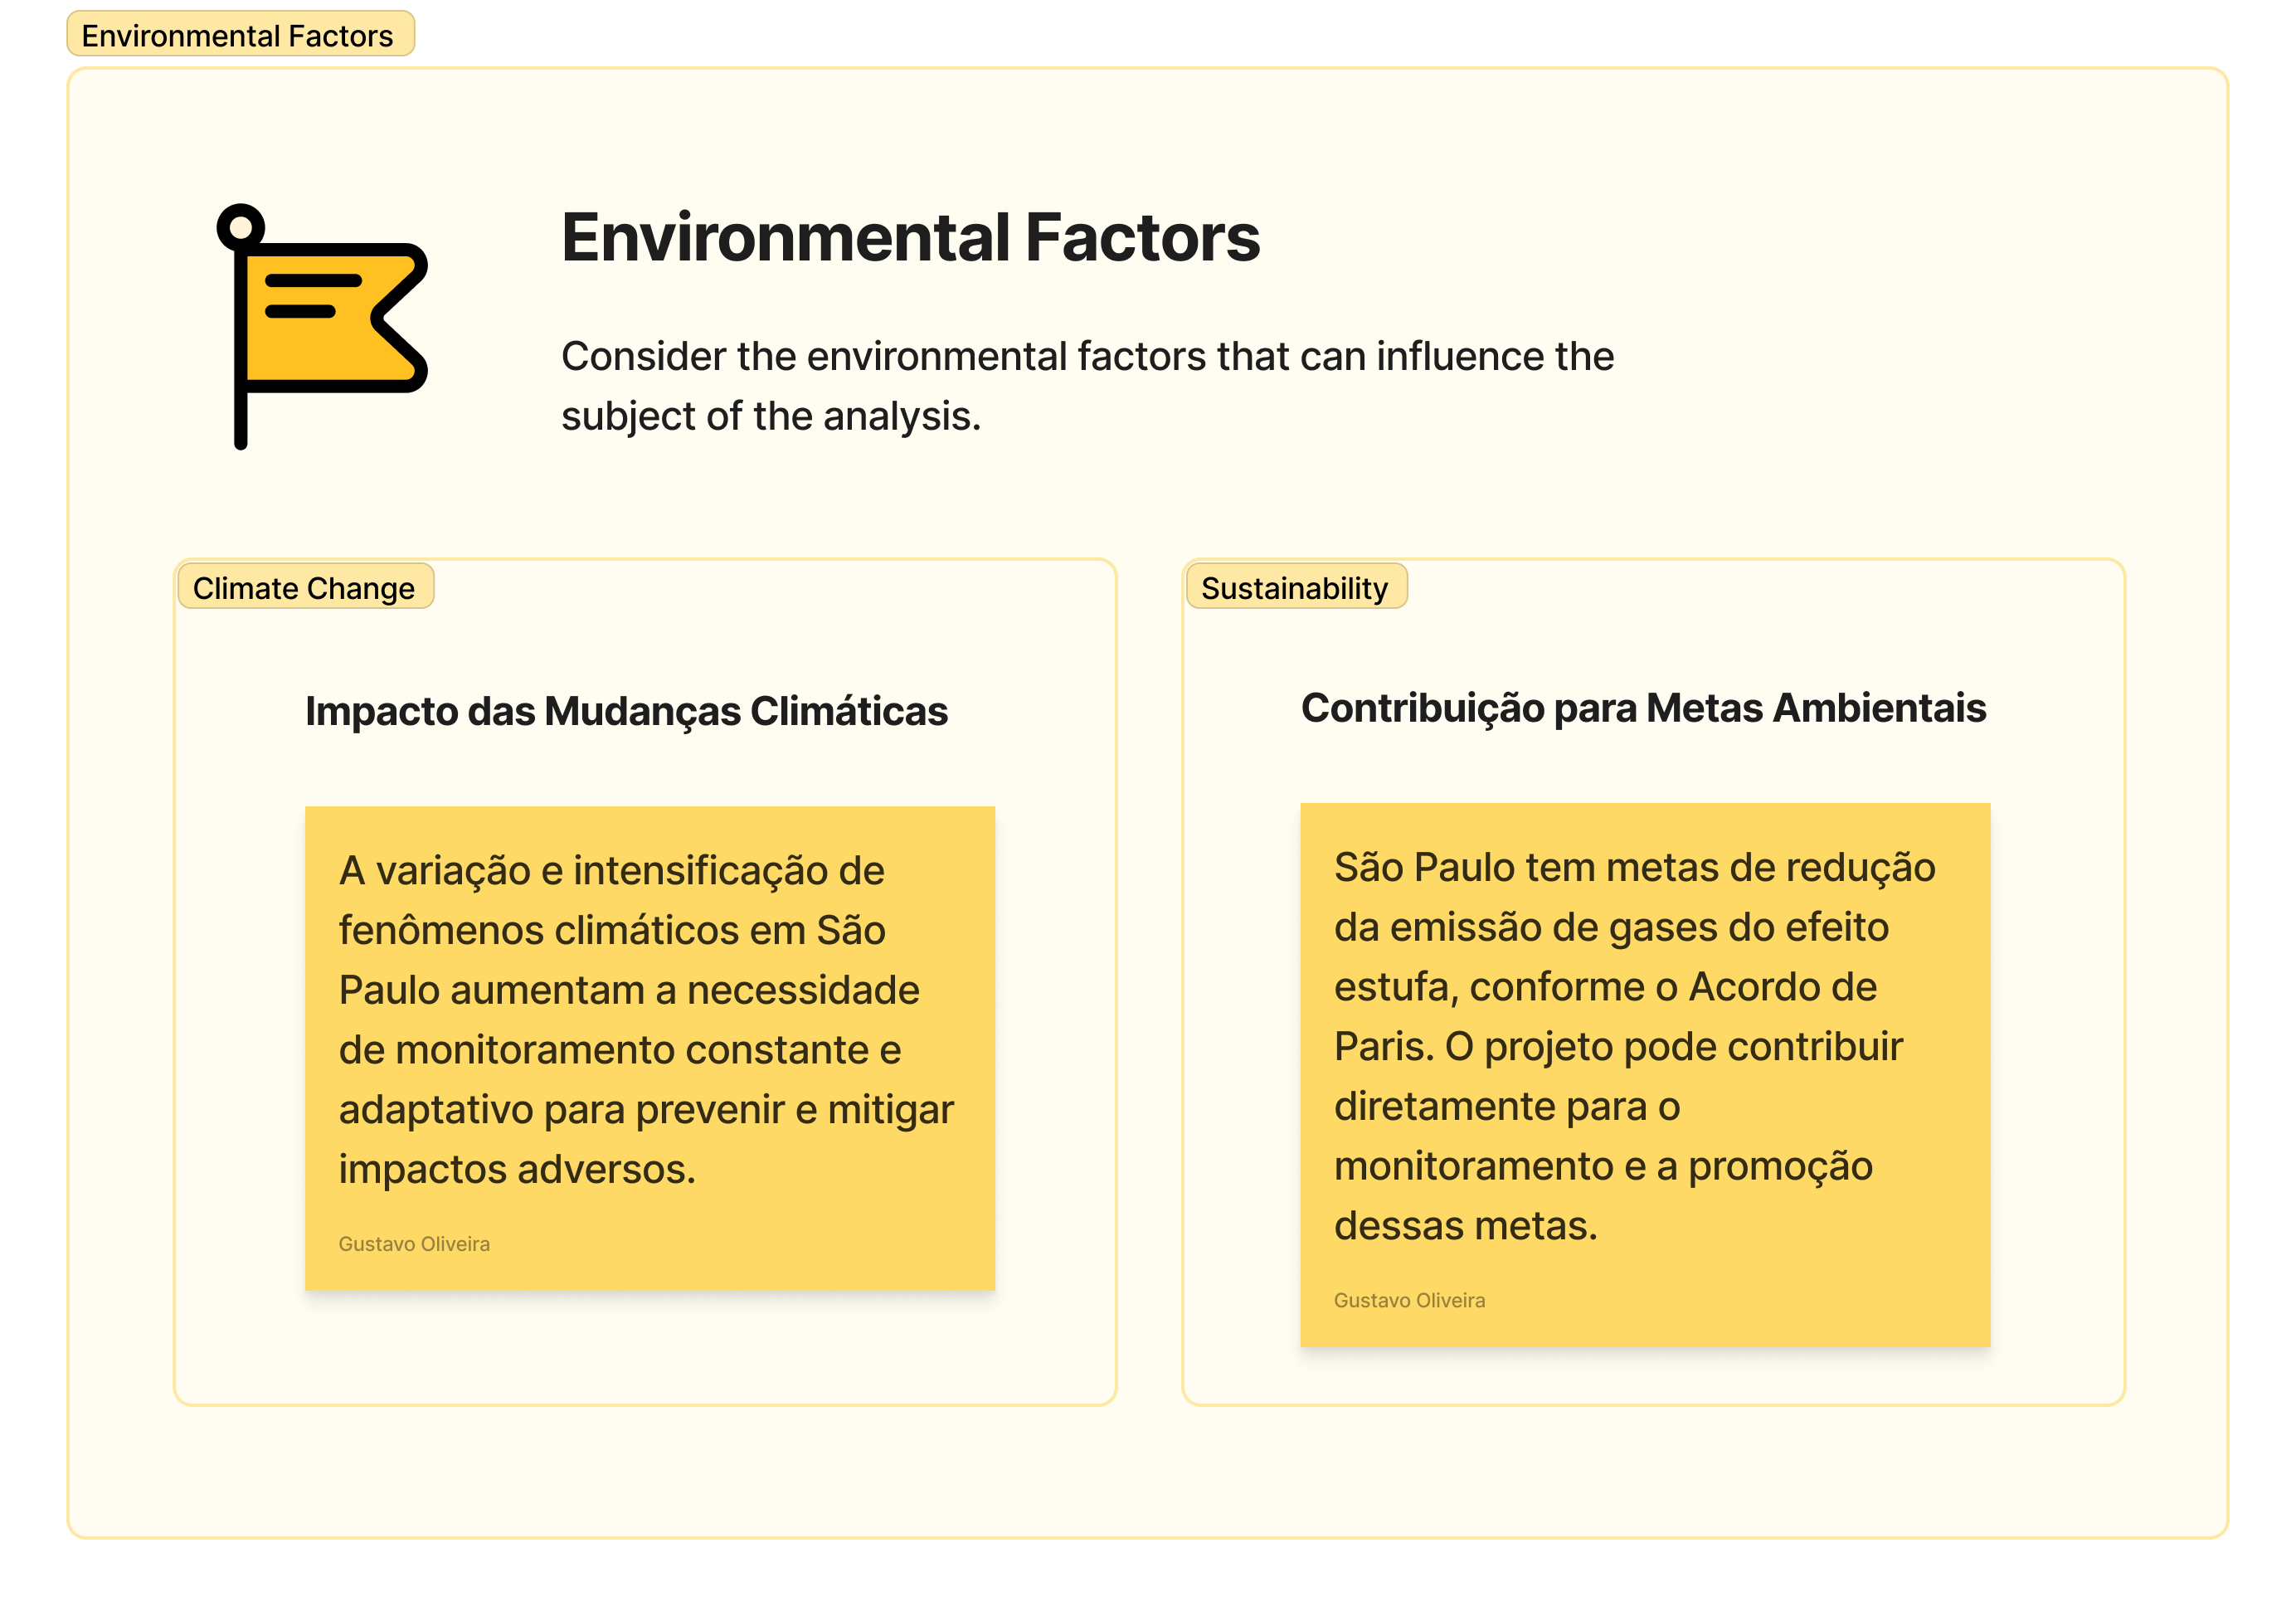 Environmental Factors
Environmental Factors
Consider the environmental factors that can influence the
subject of the analysis.
Climate Change
Impacto das Mudanças Climáticas
A variação e intensificação de
fenômenos climáticos em São
Paulo aumentam a necessidade
de monitoramento constante e
adaptativo para prevenir e mitigar
impactos adversos.
Gustavo Oliveira
Sustainability
Contribuição para Metas Ambientais
São Paulo tem metas de redução
da emissão de gases do efeito
estufa, conforme o Acordo de
Paris. O projeto pode contribuir
diretamente para o
monitoramento e a promoção
dessas metas.
Gustavo Oliveira